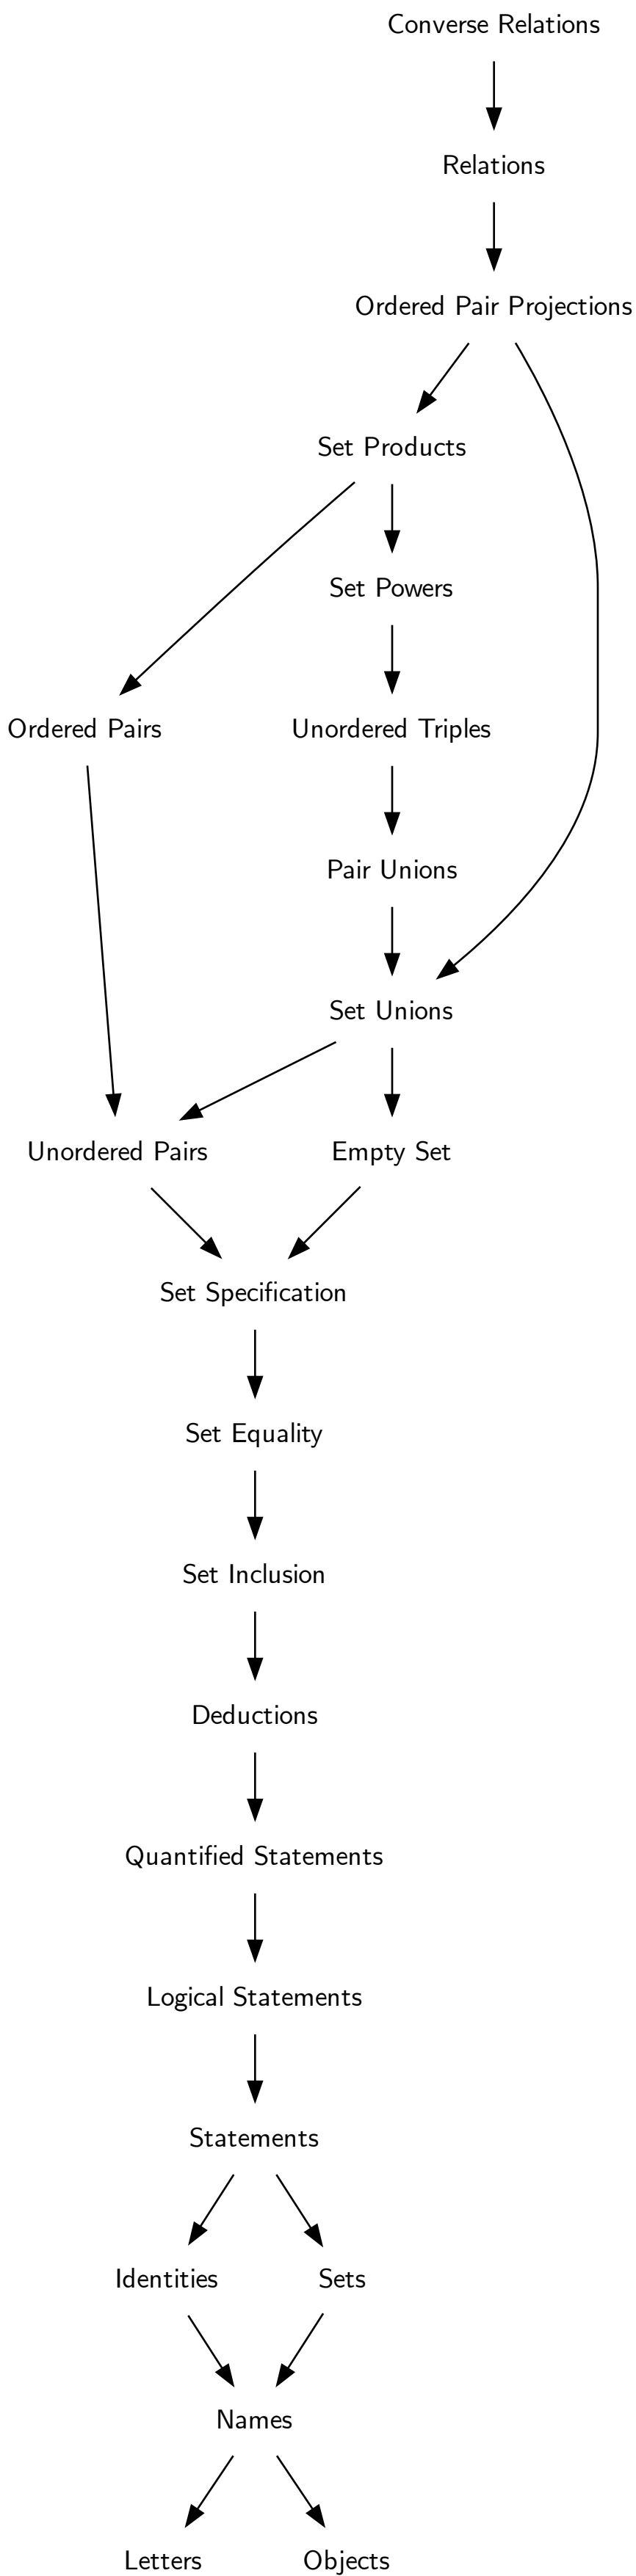 Converse Relations
Relations
Ordered Pair Projections
Set Products
Set Powers
Ordered Pairs
Unordered Triples
Pair Unions
Set Unions
Unordered Pairs
Empty Set
Set Specification
Set Equality
Set Inclusion
Deductions
Quantified Statements
Logical Statements
Statements
Identities
Sets
Names
Letters
Objects